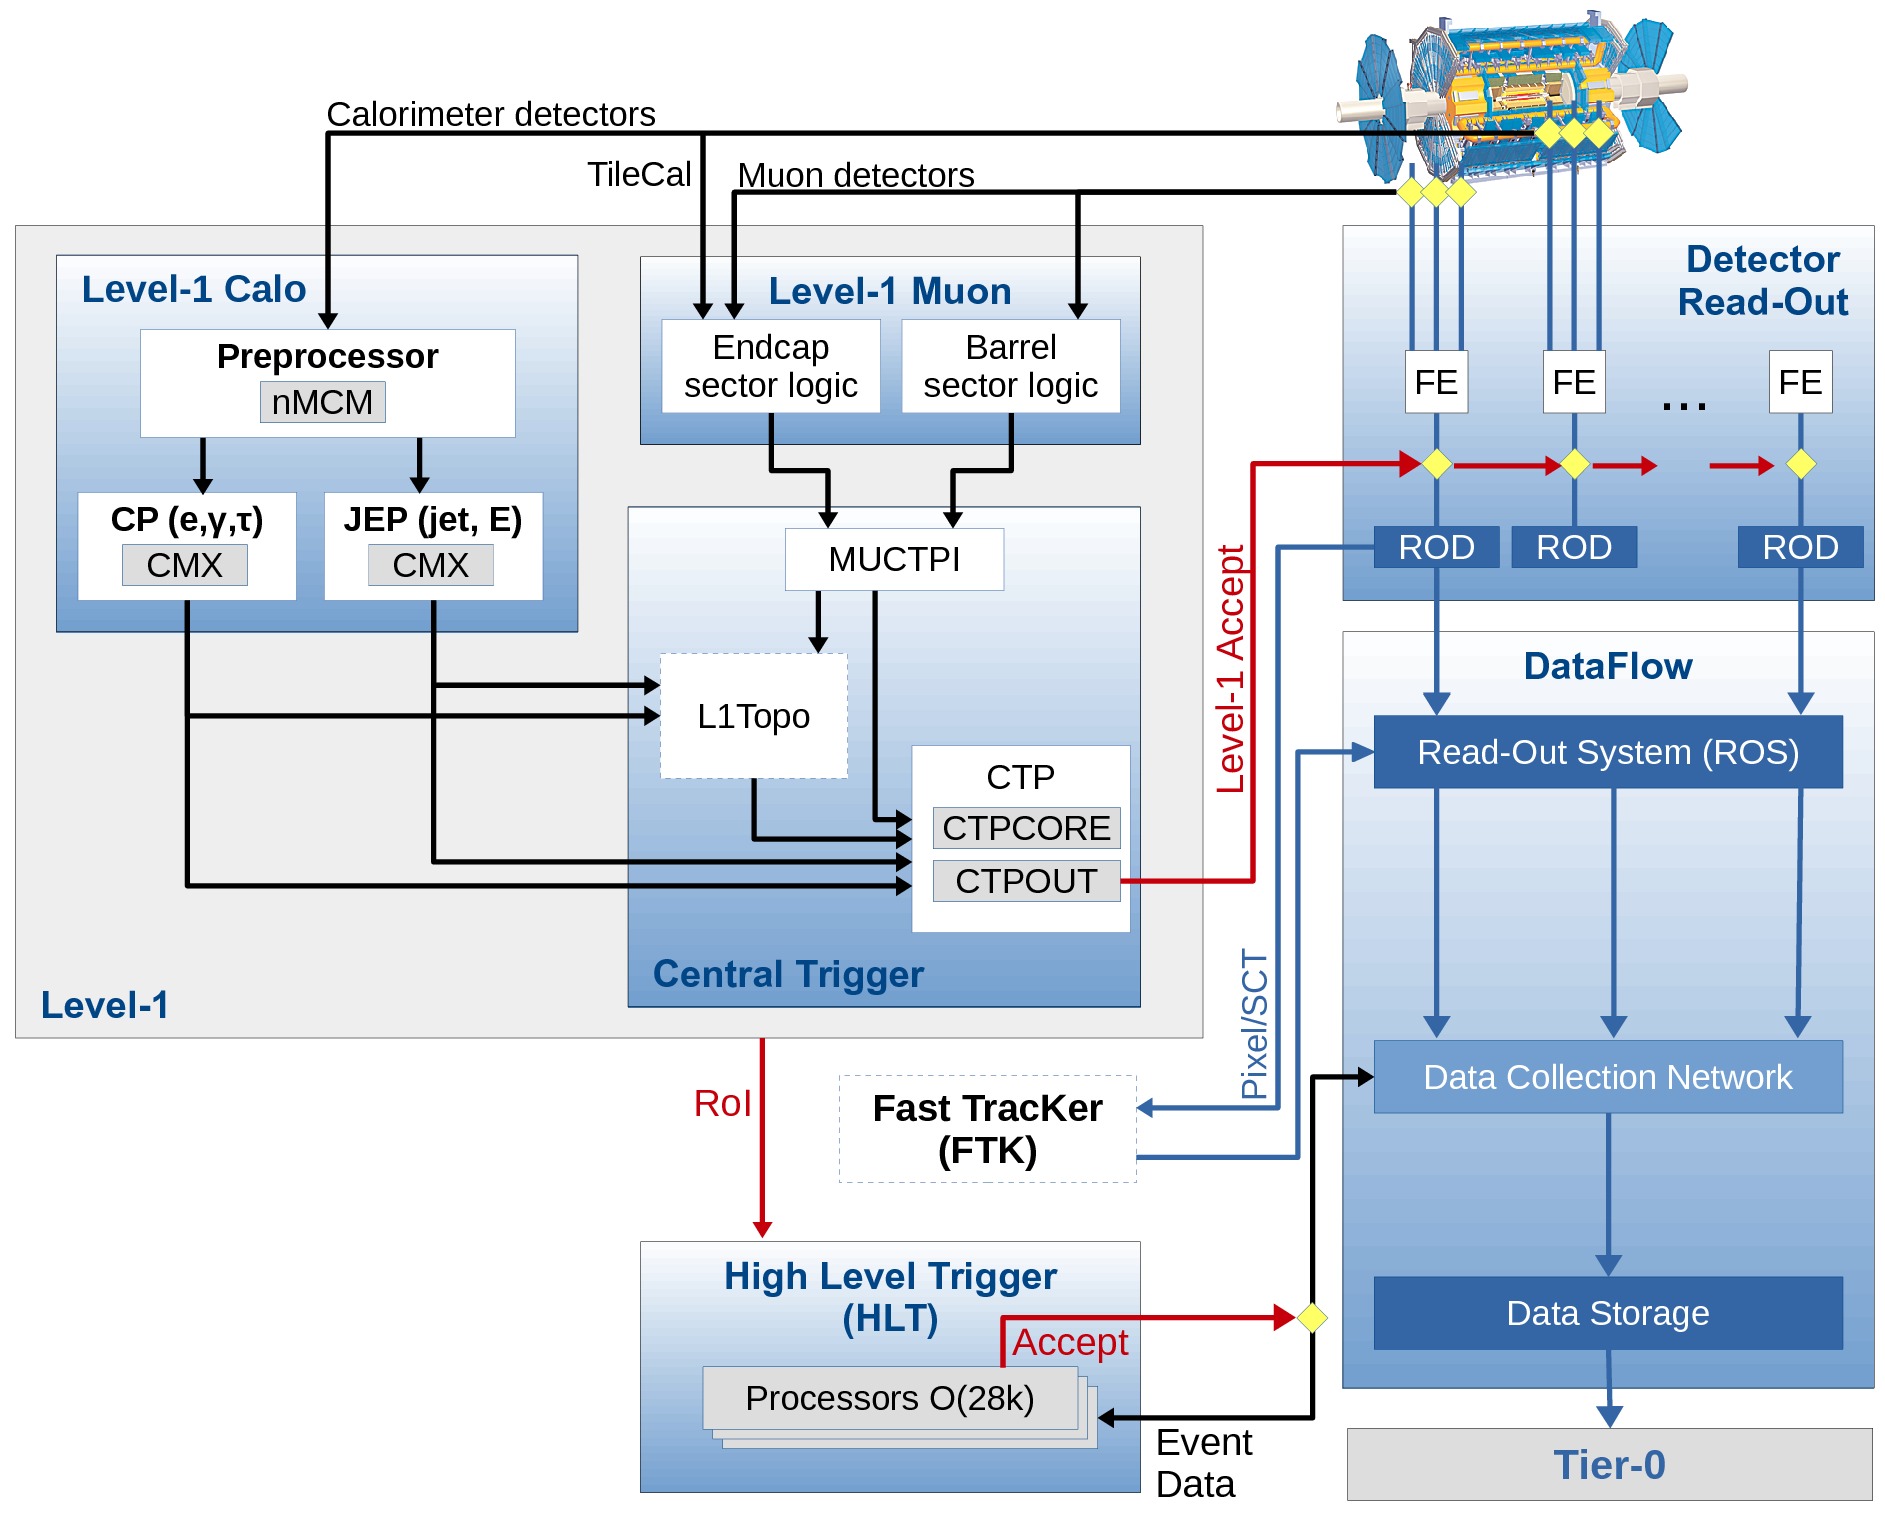 Calorimeter detectors
TileCal
Muon detectors
Level-1 Calo
Preprocessor
nMCM
CP (e,γ,τ)
CMX
JEP (jet, E)
CMX
Level-1 Muon
Endcap
sector logic
Barrel
sector logic
MUCTPI
L1Topo
CTP
CTPCORE
CTPOUT
Central Trigger
Level-1
Level-1 Accept
Detector
Read-Out
FE
FE
...
FE
ROD
ROD
ROD
DataFlow
Read-Out System (ROS)
Data Collection Network
Data Storage
Tier-0
Pixel/SCT
RoI
Fast TracKer
(FTK)
High Level Trigger
(HLT)
Accept
Processors O(28k)
Event
Data